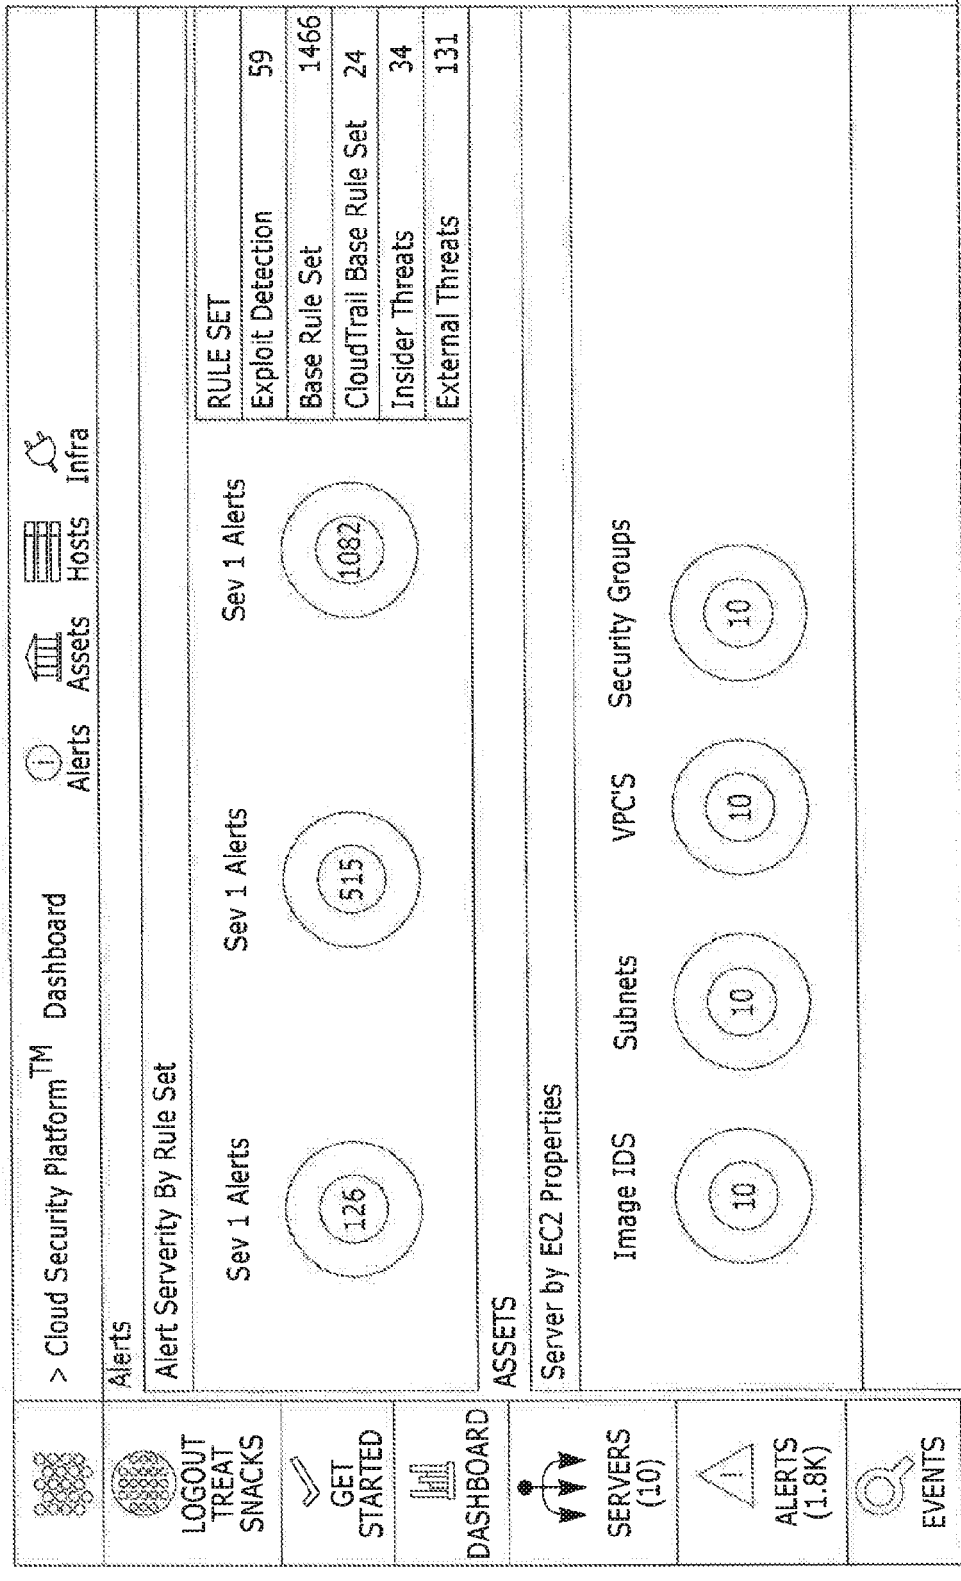 > Cloud Security Platform™ Dashboard
Alerts
Assets
Hosts
Infra
LOGOUT
TREAT
SNACKS
GET
STARTED
DASHBOARD
SERVERS
(10)
ALERTS
(1.8K)
EVENTS
Alerts
Alert Serverity By Rule Set
Sev 1 Alerts
126
Sev 1 Alerts
515
Sev 1 Alerts
1082
RULE SET
Exploit Detection 59
Base Rule Set 1466
CloudTrail Base Rule Set 24
Insider Threats 34
External Threats 131
ASSETS
Server by EC2 Properties
Image IDS
10
Subnets
10
VPC'S
10
Security Groups
10